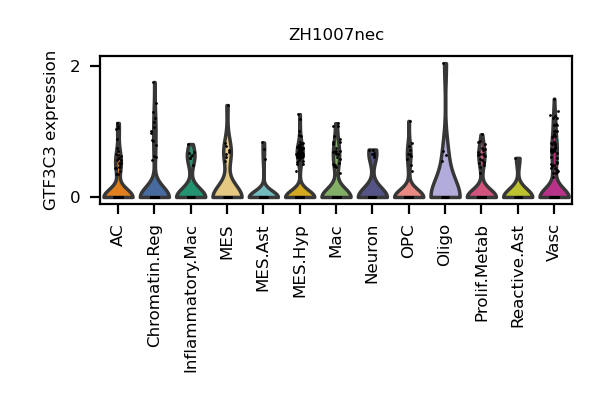 ZH1007nec
GTF3C3 expression
2
0
AC
Chromatin.Reg
Inflammatory.Mac
MES
MES.Ast
MES.Hyp
Mac
Neuron
OPC
Oligo
Prolif.Metab
Reactive.Ast
Vasc